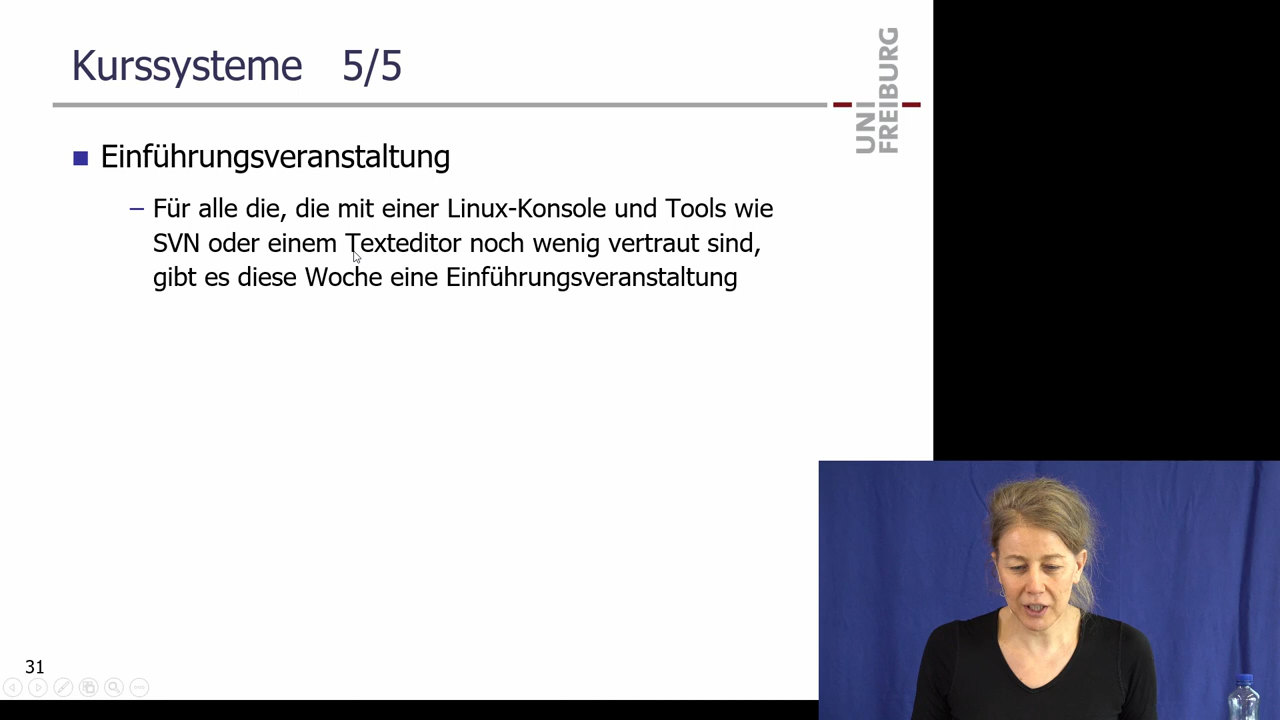 Kurssysteme 5/5
UNI
FREIBURG
Einführungsveranstaltung
– Für alle die, die mit einer Linux-Konsole und Tools wie
SVN oder einem Texteditor noch wenig vertraut sind,
gibt es diese Woche eine Einführungsveranstaltung
31